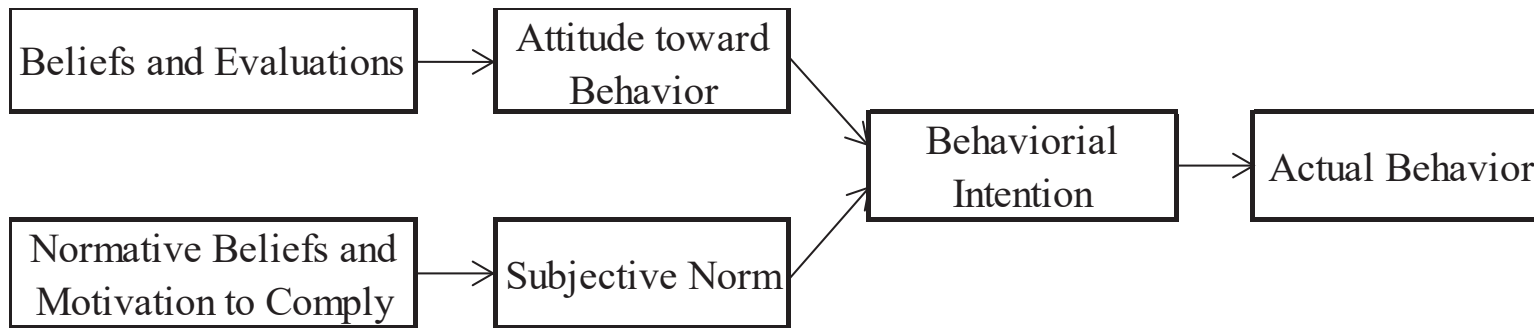 Beliefs and Evaluations
Attitude toward
Behavior
Normative Beliefs and
Motivation to Comply
Subjective Norm
Behaviorial
Intention
Actual Behavior